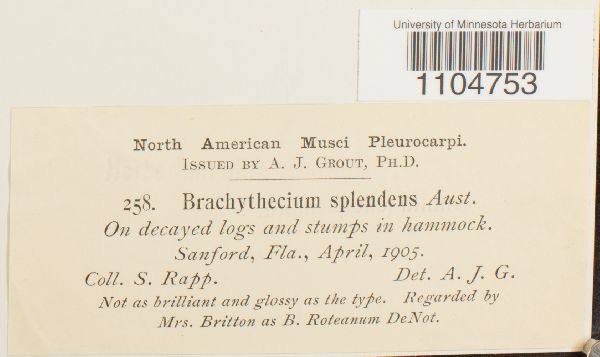 University of Minnesota Herbarium
1104753
North American Musci Pleurocarpi.
Issued by A. J. Grout, Ph.D.
258. Brachythecium splendens Aust.
On decayed logs and stumps in hammock.
Sanford, Fla., April, 1905.
Coll. S. Rapp. Det. A. J. G.
Not as brilliant and glossy as the type. Regarded by
Mrs. Britton as B. Roteanum DeNot.